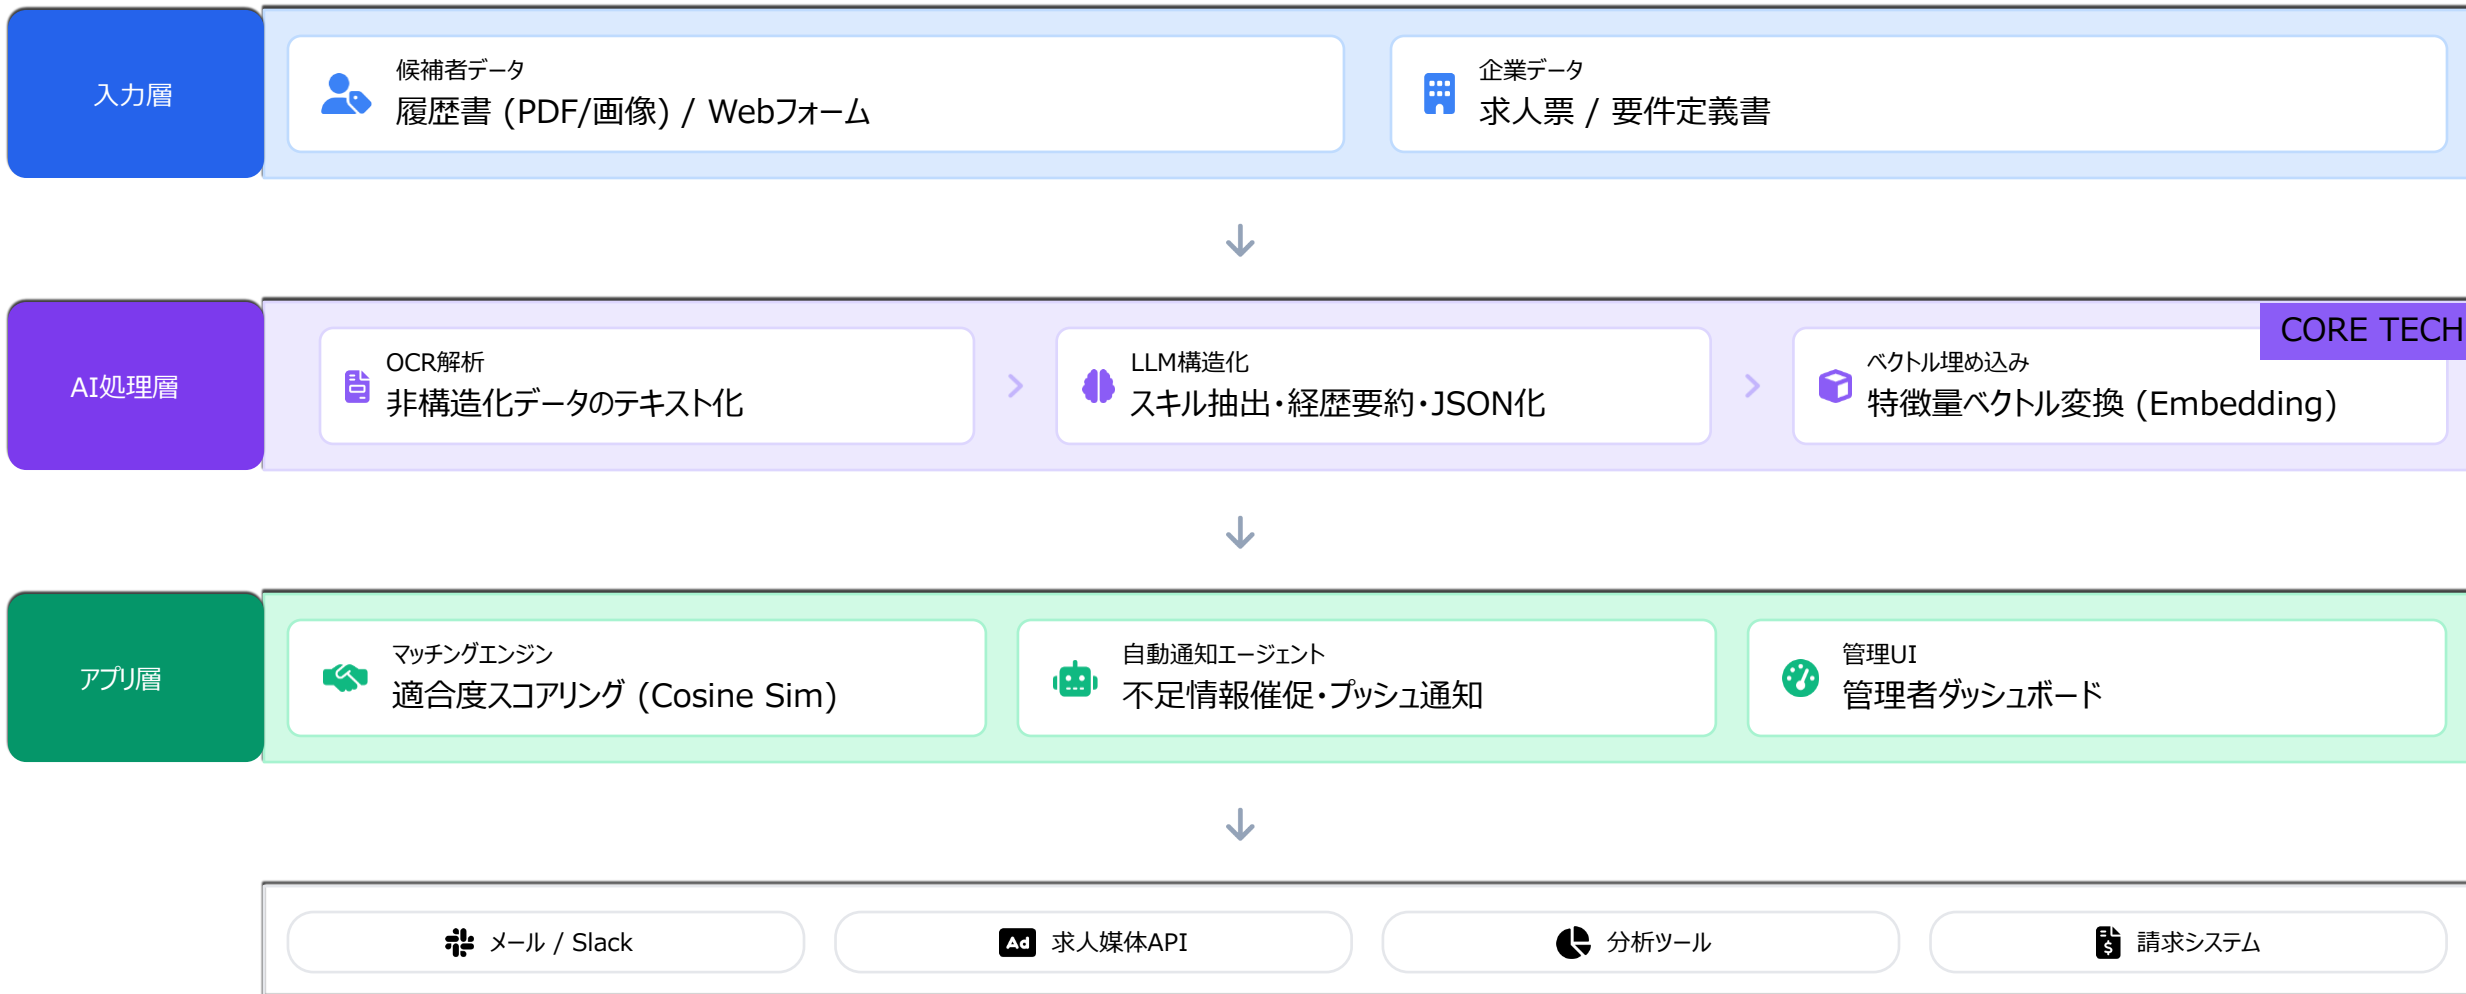 入力層
候補者データ
履歴書 (PDF/画像) / Webフォーム
企業データ
求人票 / 要件定義書
AI処理層
CORE TECH
OCR解析
非構造化データのテキスト化
LLM構造化
スキル抽出・経歴要約・JSON化
ベクトル埋め込み
特徴量ベクトル変換 (Embedding)
アプリ層
マッチングエンジン
適合度スコアリング (Cosine Sim)
自動通知エージェント
不足情報催促・プッシュ通知
管理UI
管理者ダッシュボード
メール / Slack
Ad 求人媒体API
分析ツール
請求システム